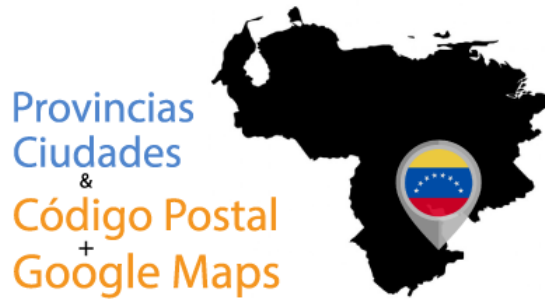 Provincias
Ciudades
&
Código Postal
+
Google Maps